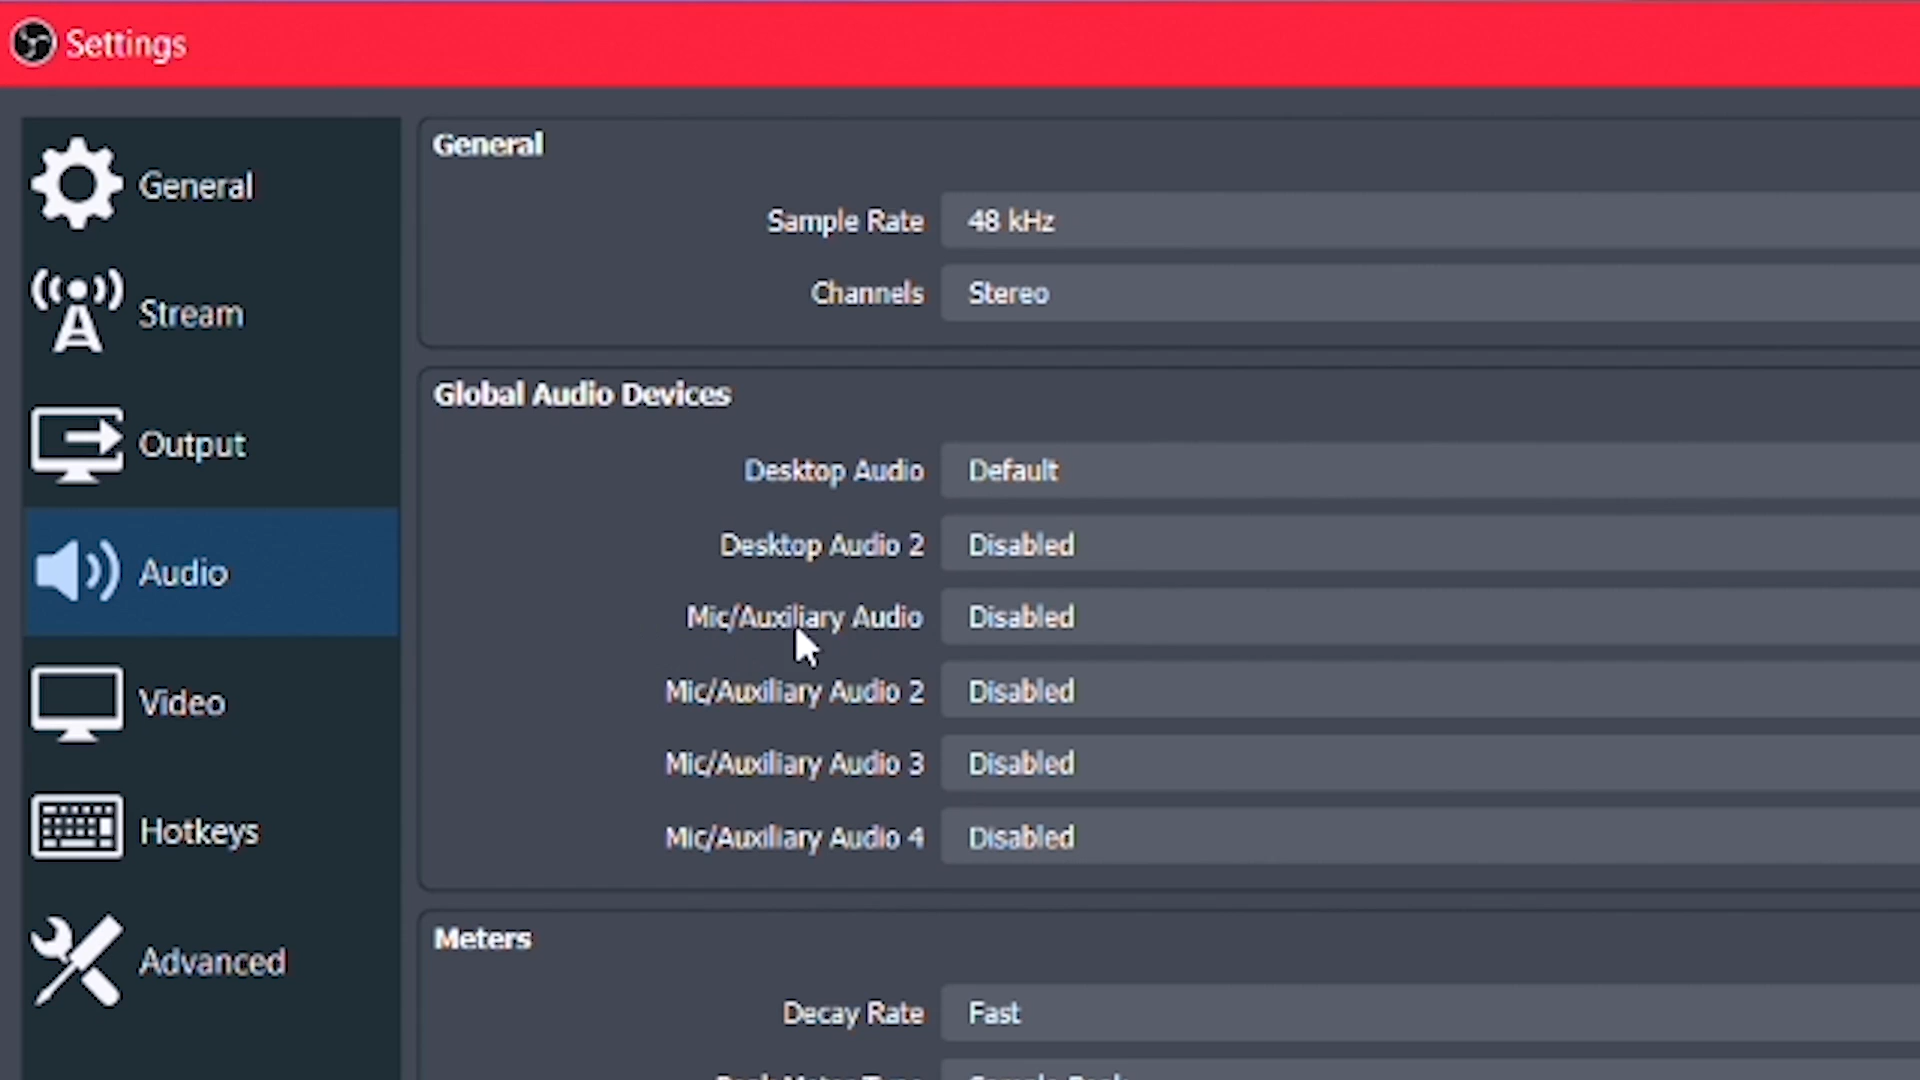 Settings
General
Stream
Output
Audio
Video
Hotkeys
Advanced
General
Sample Rate 48 kHz
Channels Stereo
Global Audio Devices
Desktop Audio Default
Desktop Audio 2 Disabled
Mic/Auxiliary Audio Disabled
Mic/Auxiliary Audio 2 Disabled
Mic/Auxiliary Audio 3 Disabled
Mic/Auxiliary Audio 4 Disabled
Meters
Decay Rate Fast